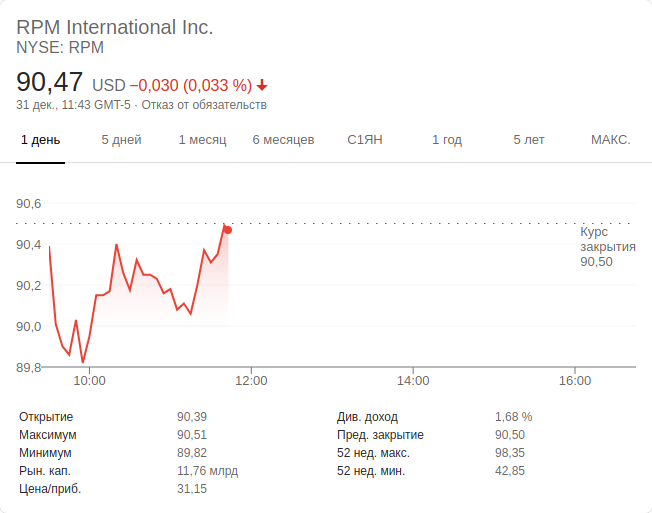 RPM International Inc.
NYSE: RPM
90,47 USD −0,030 (0,033 %)
31 дек., 11:43 GMT-5 · Отказ от обязательств
1 день 5 дней 1 месяц 6 месяцев С1ЯН 1 год 5 лет МАКС.
90,6
90,4
90,2
90,0
89,8
Курс
закрытия
90,50
10:00 12:00 14:00 16:00
Открытие 90,39 Див. доход 1,68 %
Максимум 90,51 Пред. закрытие 90,50
Минимум 89,82 52 нед. макс. 98,35
Рын. кап. 11,76 млрд 52 нед. мин. 42,85
Цена/приб. 31,15